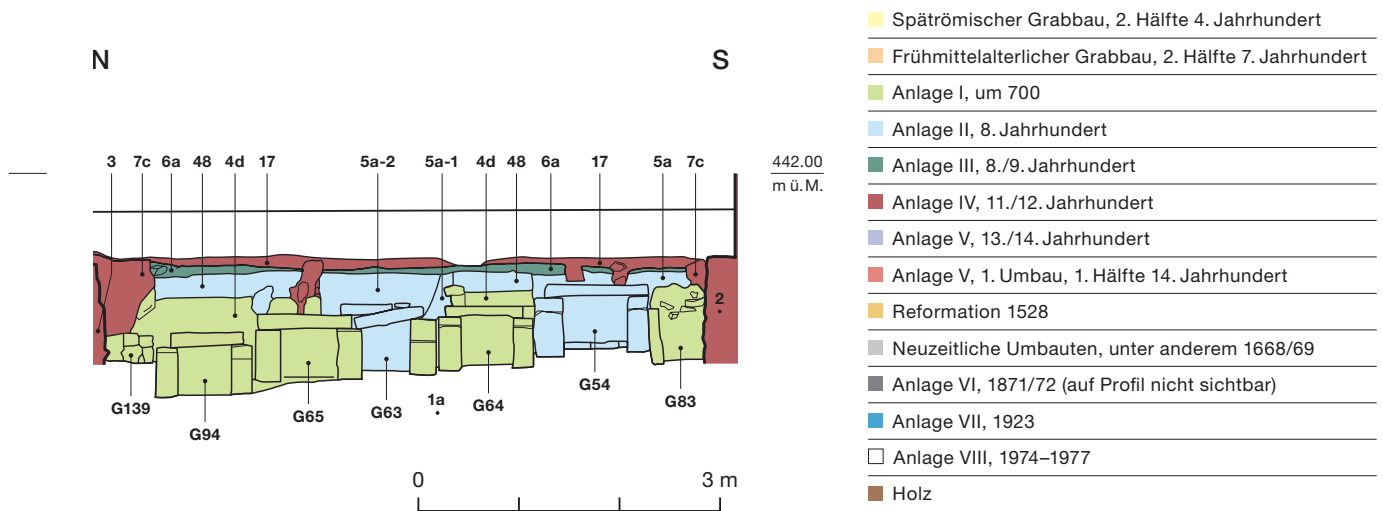 N S
3 7c 6a 48 4d 17 5a-2 5a-1 4d 48 6a 17 5a 7c
442.00
m ü. M.
2
G139
G94
G65
G63
1a
G64
G54
G83
0 3 m
Spätrömischer Grabbau, 2. Hälfte 4. Jahrhundert
Frühmittelalterlicher Grabbau, 2. Hälfte 7. Jahrhundert
Anlage I, um 700
Anlage II, 8. Jahrhundert
Anlage III, 8./9. Jahrhundert
Anlage IV, 11./12. Jahrhundert
Anlage V, 13./14. Jahrhundert
Anlage V, 1. Umbau, 1. Hälfte 14. Jahrhundert
Reformation 1528
Neuzeitliche Umbauten, unter anderem 1668/69
Anlage VI, 1871/72 (auf Profil nicht sichtbar)
Anlage VII, 1923
Anlage VIII, 1974–1977
Holz